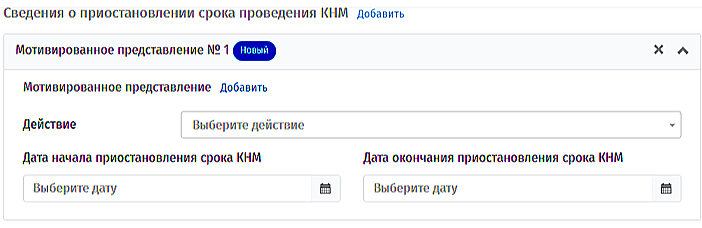 Сведения о приостановлении срока проведения КНМ Добавить
Мотивированное представление № 1 Новый
Мотивированное представление Добавить
Действие Выберите действие
Дата начала приостановления срока КНМ Дата окончания приостановления срока КНМ
Выберите дату Выберите дату